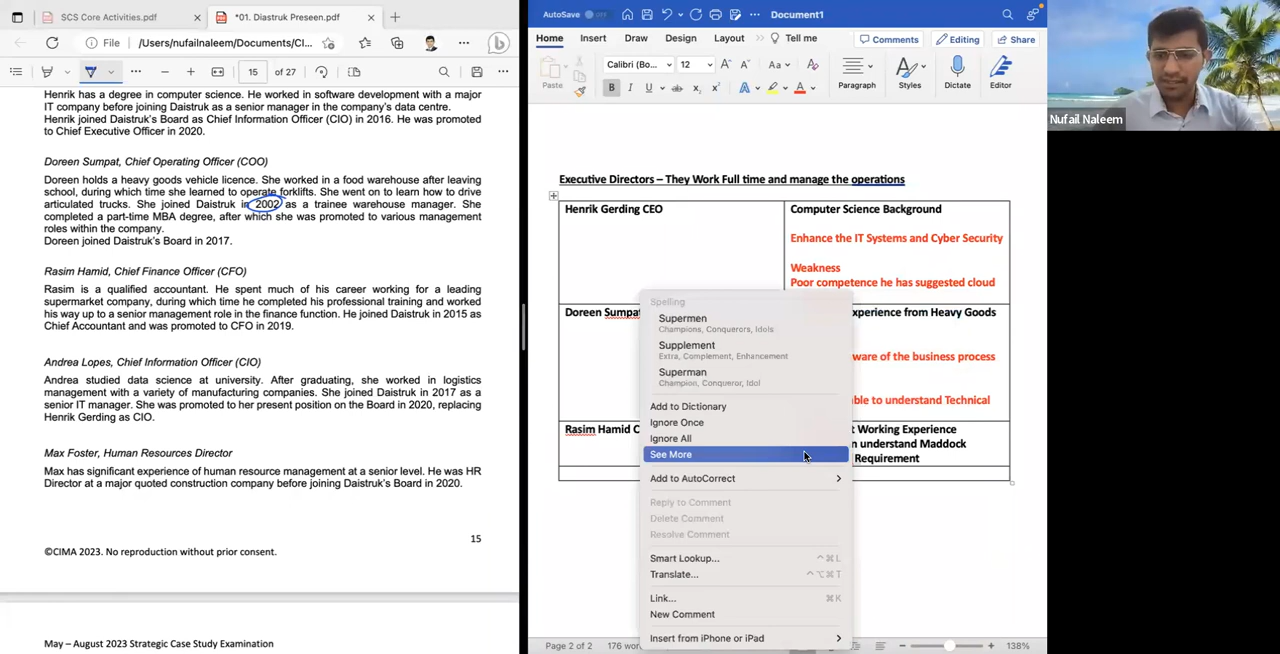 SCS Core Activities.pdf
*01. Diastruk Preseen.pdf
File
/Users/nufailnaleem/Documents/CI...
15
of 27
Henrik has a degree in computer science. He worked in software development with a major
IT company before joining Daistruk as a senior manager in the company's data centre.
Henrik joined Daistruk's Board as Chief Information Officer (CIO) in 2016. He was promoted
to Chief Executive Officer in 2020.
Doreen Sumpat, Chief Operating Officer (COO)
Doreen holds a heavy goods vehicle licence. She worked in a food warehouse after leaving
school, during which time she learned to operate forklifts. She went on to learn how to drive
articulated trucks. She joined Daistruk in 2002 as a trainee warehouse manager. She
completed a part-time MBA degree, after which she was promoted to various management
roles within the company.
Doreen joined Daistruk's Board in 2017.
Rasim Hamid, Chief Finance Officer (CFO)
Rasim is a qualified accountant. He spent much of his career working for a leading
supermarket company, during which time he completed his professional training and worked
his way up to a senior management role in the finance function. He joined Daistruk in 2015 as
Chief Accountant and was promoted to CFO in 2019.
Andrea Lopes, Chief Information Officer (CIO)
Andrea studied data science at university. After graduating, she worked in logistics
management with a variety of manufacturing companies. She joined Daistruk in 2017 as a
senior IT manager. She was promoted to her present position on the Board in 2020, replacing
Henrik Gerding as CIO.
Max Foster, Human Resources Director
Max has significant experience of human resource management at a senior level. He was HR
Director at a major quoted construction company before joining Daistruk's Board in 2020.
15
©CIMA 2023. No reproduction without prior consent.
May – August 2023 Strategic Case Study Examination
AutoSave
OFF
Document1
Home
Insert
Draw
Design
Layout
Tell me
Comments
Editing
Share
Paste
Calibri (Bo...
12
Paragraph
Styles
Dictate
Editor
Executive Directors – They Work Full time and manage the operations
Henrik Gerding CEO
Computer Science Background
Enhance the IT Systems and Cyber Security
Weakness
Poor competence he has suggested cloud
Doreen Sumpat
xperience from Heavy Goods
ware of the business process
ble to understand Technical
Rasim Hamid C
t Working Experience
n understand Maddock
Requirement
Spelling
Supermen
Champions, Conquerors, Idols
Supplement
Extra, Complement, Enhancement
Superman
Champion, Conqueror, Idol
Add to Dictionary
Ignore Once
Ignore All
See More
Add to AutoCorrect
Reply to Comment
Delete Comment
Resolve Comment
Smart Lookup... ^⌘L
Translate... ^⌥⌘T
Link... ⌘K
New Comment
Insert from iPhone or iPad
Page 2 of 2
176 wor
138%
Nufail Naleem